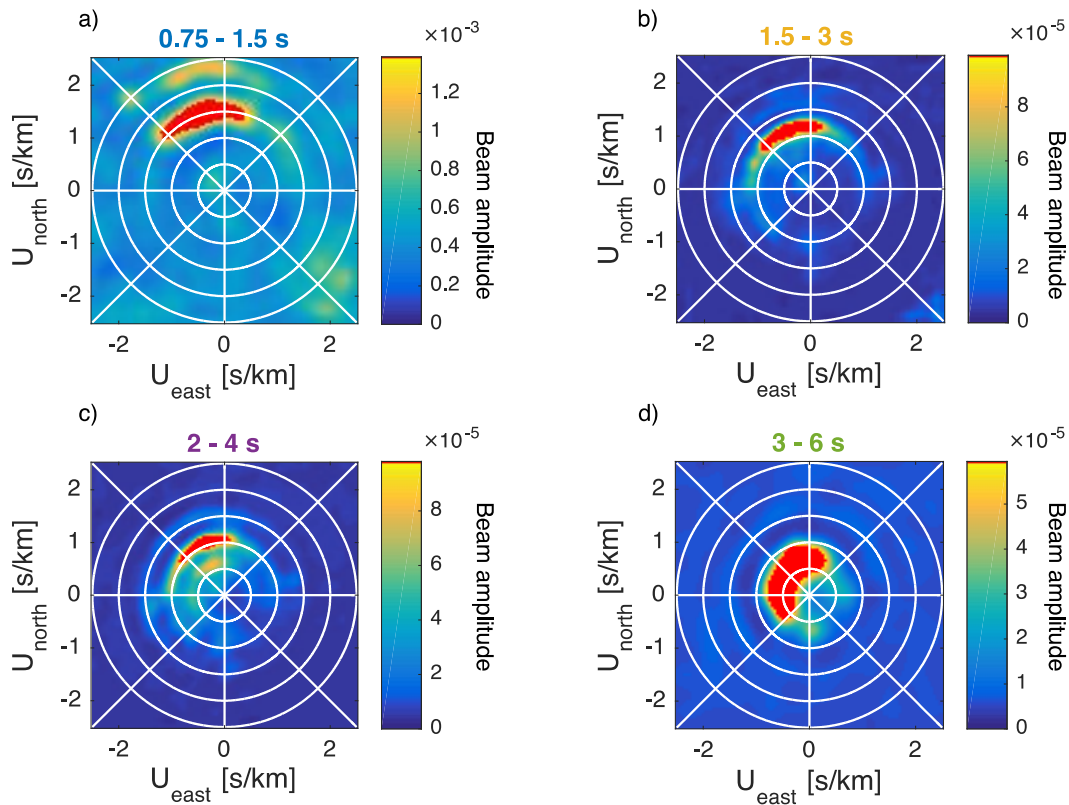 a)
0.75 - 1.5 s
×10⁻³
2
1
0
-1
-2
U_north [s/km]
-2 0 2
U_east [s/km]
1.2
1
0.8
0.6
0.4
0.2
0
Beam amplitude
b)
1.5 - 3 s
×10⁻⁵
2
1
0
-1
-2
U_north [s/km]
-2 0 2
U_east [s/km]
8
6
4
2
0
Beam amplitude
c)
2 - 4 s
×10⁻⁵
2
1
0
-1
-2
U_north [s/km]
-2 0 2
U_east [s/km]
8
6
4
2
0
Beam amplitude
d)
3 - 6 s
×10⁻⁵
2
1
0
-1
-2
U_north [s/km]
-2 0 2
U_east [s/km]
5
4
3
2
1
0
Beam amplitude